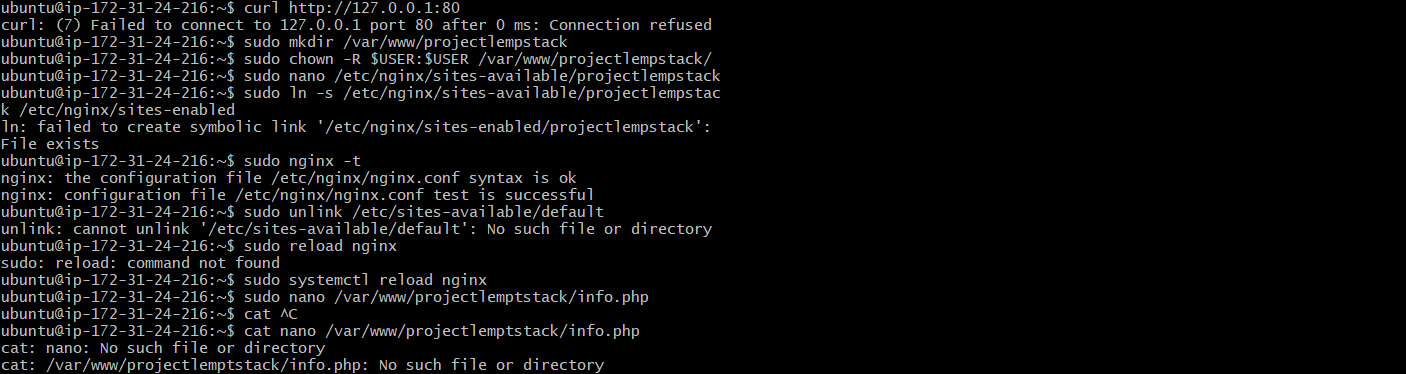 ubuntu@ip-172-31-24-216:~$ curl http://127.0.0.1:80
curl: (7) Failed to connect to 127.0.0.1 port 80 after 0 ms: Connection refused
ubuntu@ip-172-31-24-216:~$ sudo mkdir /var/www/projectlempstack
ubuntu@ip-172-31-24-216:~$ sudo chown -R $USER:$USER /var/www/projectlempstack/
ubuntu@ip-172-31-24-216:~$ sudo nano /etc/nginx/sites-available/projectlempstack
ubuntu@ip-172-31-24-216:~$ sudo ln -s /etc/nginx/sites-available/projectlempstac
k /etc/nginx/sites-enabled
ln: failed to create symbolic link '/etc/nginx/sites-enabled/projectlempstack':
File exists
ubuntu@ip-172-31-24-216:~$ sudo nginx -t
nginx: the configuration file /etc/nginx/nginx.conf syntax is ok
nginx: configuration file /etc/nginx/nginx.conf test is successful
ubuntu@ip-172-31-24-216:~$ sudo unlink /etc/sites-available/default
unlink: cannot unlink '/etc/sites-available/default': No such file or directory
ubuntu@ip-172-31-24-216:~$ sudo reload nginx
sudo: reload: command not found
ubuntu@ip-172-31-24-216:~$ sudo systemctl reload nginx
ubuntu@ip-172-31-24-216:~$ sudo nano /var/www/projectlemptstack/info.php
ubuntu@ip-172-31-24-216:~$ cat ^C
ubuntu@ip-172-31-24-216:~$ cat nano /var/www/projectlemptstack/info.php
cat: nano: No such file or directory
cat: /var/www/projectlemptstack/info.php: No such file or directory